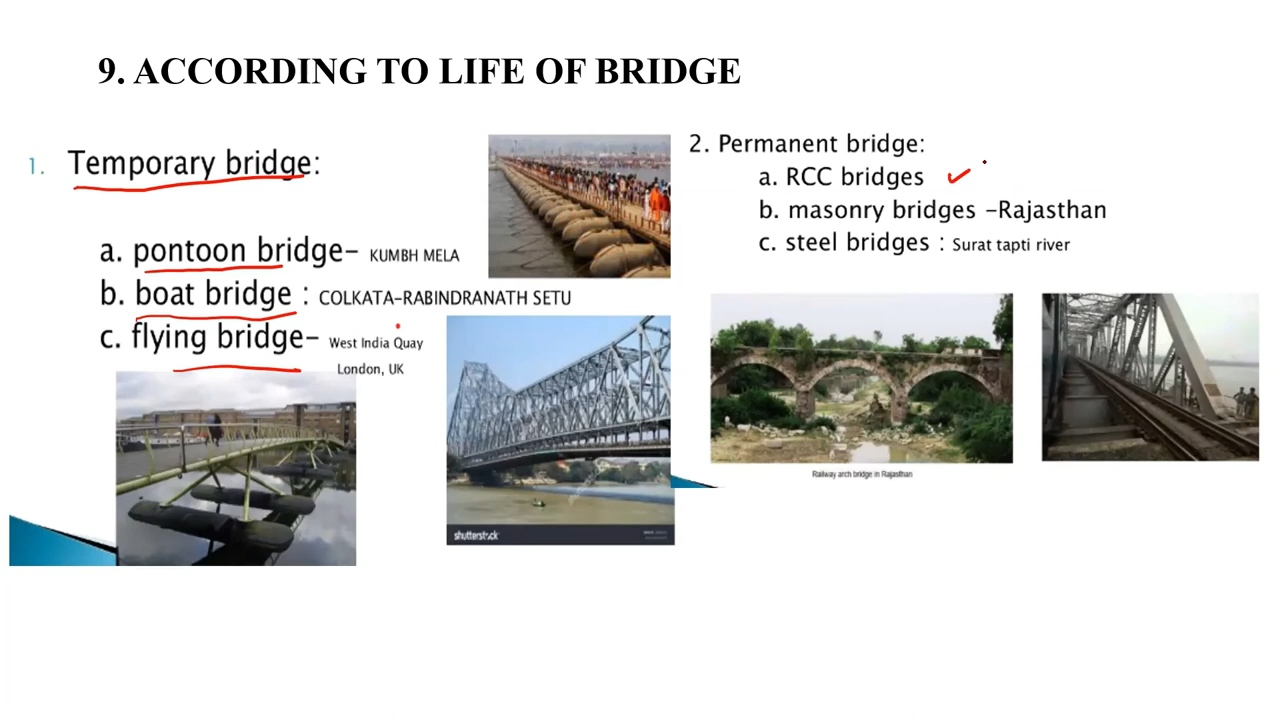 9. ACCORDING TO LIFE OF BRIDGE
1. Temporary bridge:
a. pontoon bridge- KUMBH MELA
b. boat bridge : COLKATA-RABINDRANATH SETU
c. flying bridge- West India Quay
London, UK
shutterstock
2. Permanent bridge:
a. RCC bridges
b. masonry bridges -Rajasthan
c. steel bridges : Surat tapti river
Railway arch bridge in Rajasthan